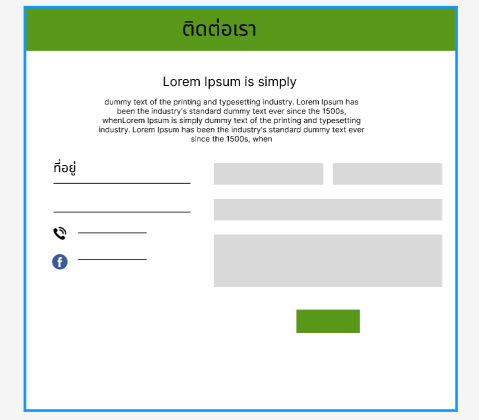 ติดต่อเรา
Lorem Ipsum is simply
dummy text of the printing and typesetting industry. Lorem Ipsum has
been the industry's standard dummy text ever since the 1500s,
whenLorem Ipsum is simply dummy text of the printing and typesetting
industry. Lorem Ipsum has been the industry's standard dummy text ever
since the 1500s, when
ที่อยู่